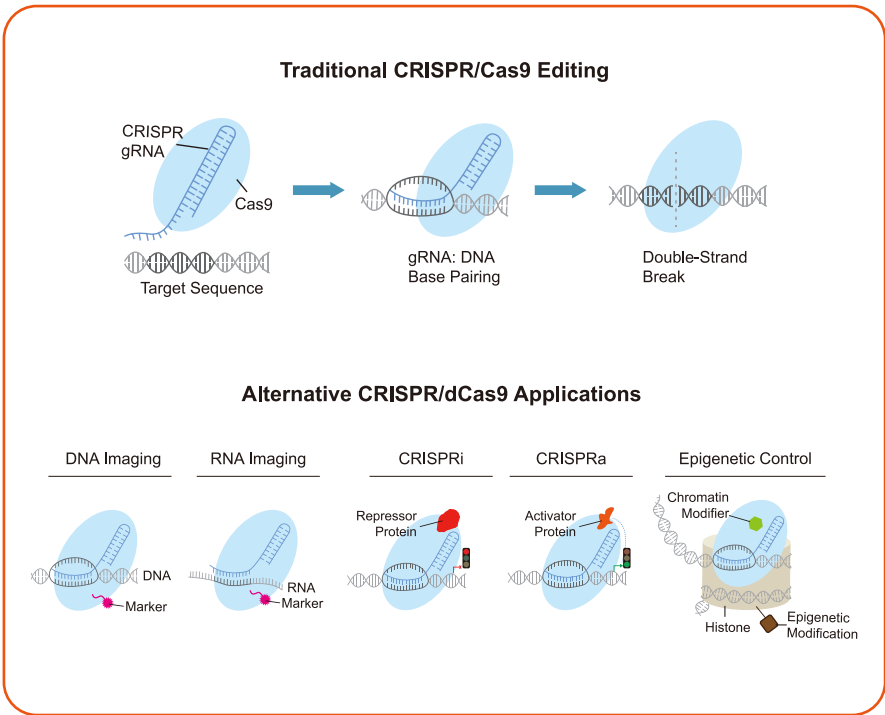 Traditional CRISPR/Cas9 Editing
CRISPR
gRNA
Cas9
Target Sequence
gRNA: DNA
Base Pairing
Double-Strand
Break
Alternative CRISPR/dCas9 Applications
DNA Imaging
DNA
Marker
RNA Imaging
RNA
Marker
CRISPRi
Repressor
Protein
CRISPRa
Activator
Protein
Epigenetic Control
Chromatin
Modifier
Histone
Epigenetic
Modification